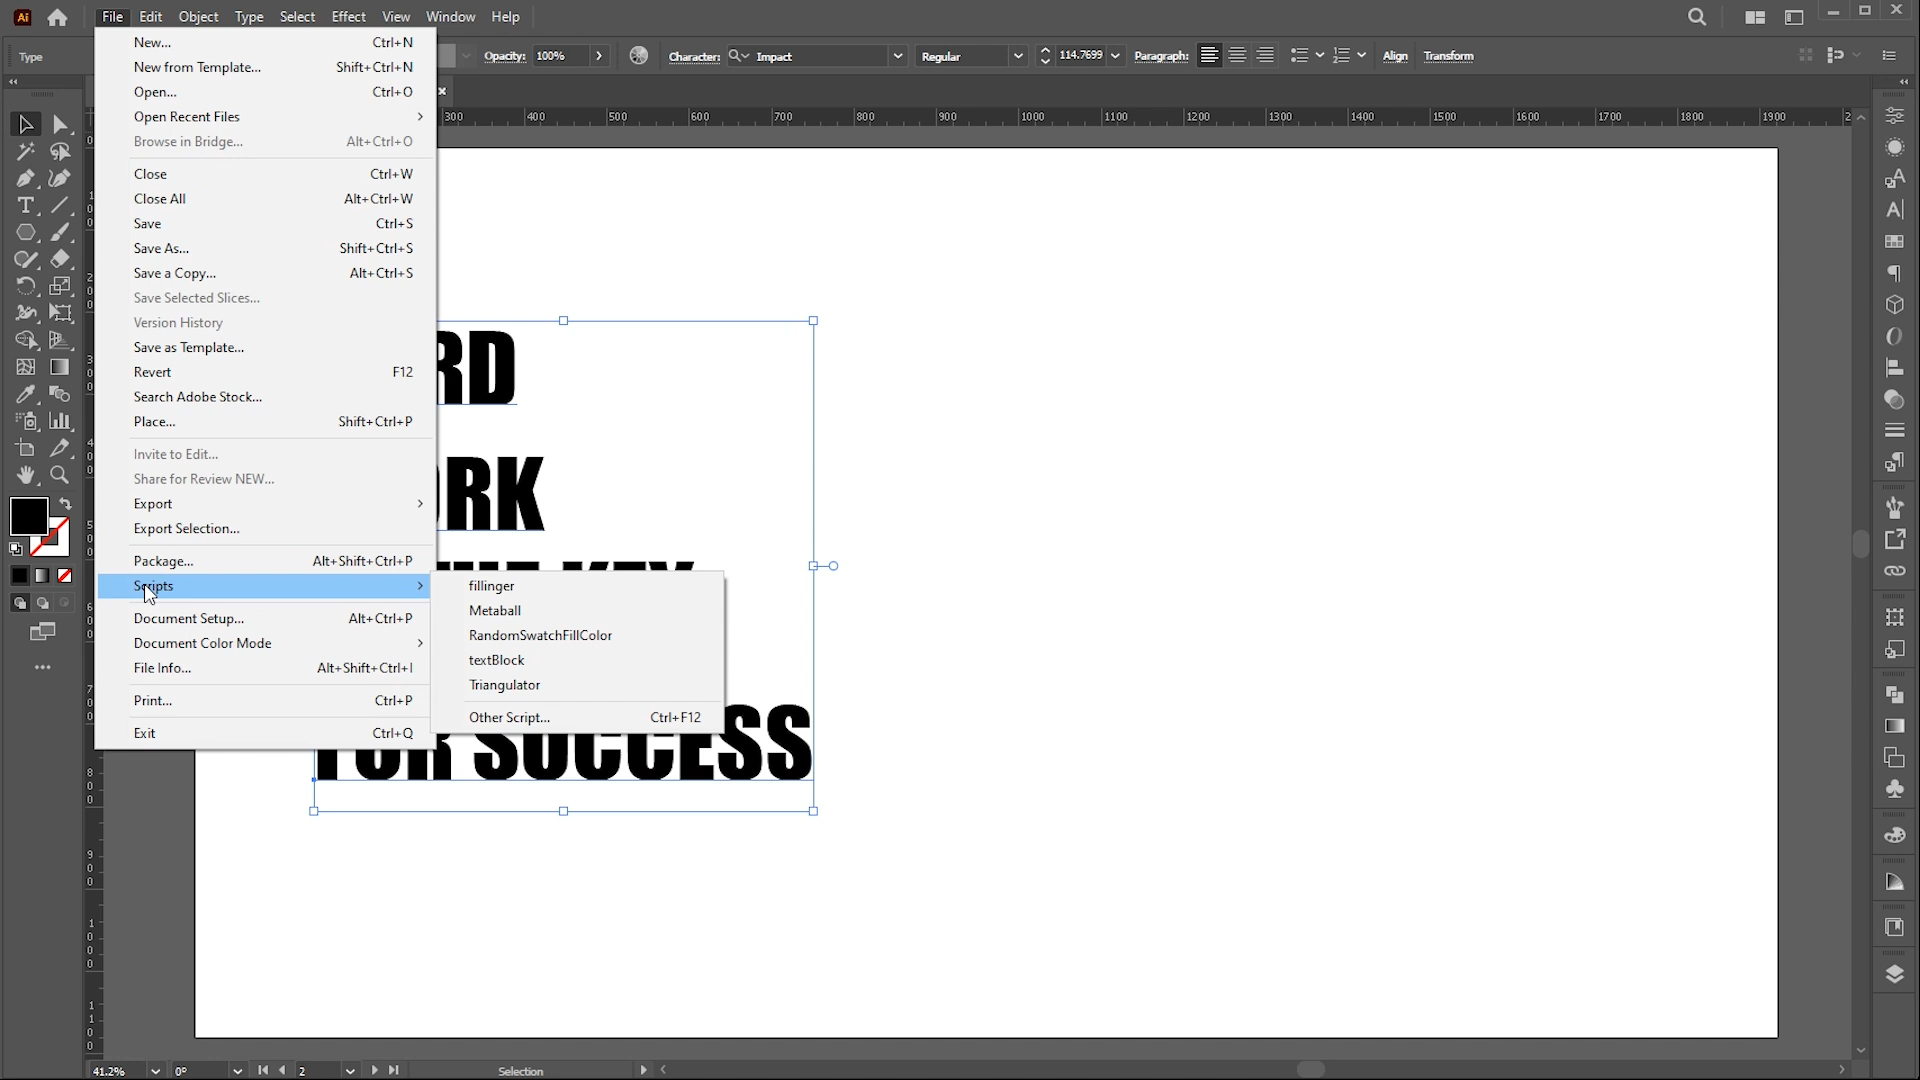 Ai File Edit Object Type Select Effect View Window Help
Type Opacity: 100% Character: Impact Regular 114.7699 Paragraph: Align Transform
New... Ctrl+N
New from Template... Shift+Ctrl+N
Open... Ctrl+O
Open Recent Files
Browse in Bridge... Alt+Ctrl+O
Close Ctrl+W
Close All Alt+Ctrl+W
Save Ctrl+S
Save As... Shift+Ctrl+S
Save a Copy... Alt+Ctrl+S
Save Selected Slices...
Version History
Save as Template...
Revert F12
Search Adobe Stock...
Place... Shift+Ctrl+P
Invite to Edit...
Share for Review NEW...
Export
Export Selection...
Package... Alt+Shift+Ctrl+P
Scripts
Document Setup... Alt+Ctrl+P
Document Color Mode
File Info... Alt+Shift+Ctrl+I
Print... Ctrl+P
Exit Ctrl+Q
fillinger
Metaball
RandomSwatchFillColor
textBlock
Triangulator
Other Script... Ctrl+F12
300 400 500 600 700 800 900 1000 1100 1200 1300 1400 1500 1600 1700 1800 1900 2
RD
ORK
THE KEY
FOR SUCCESS
41.2% 0° 2 Selection